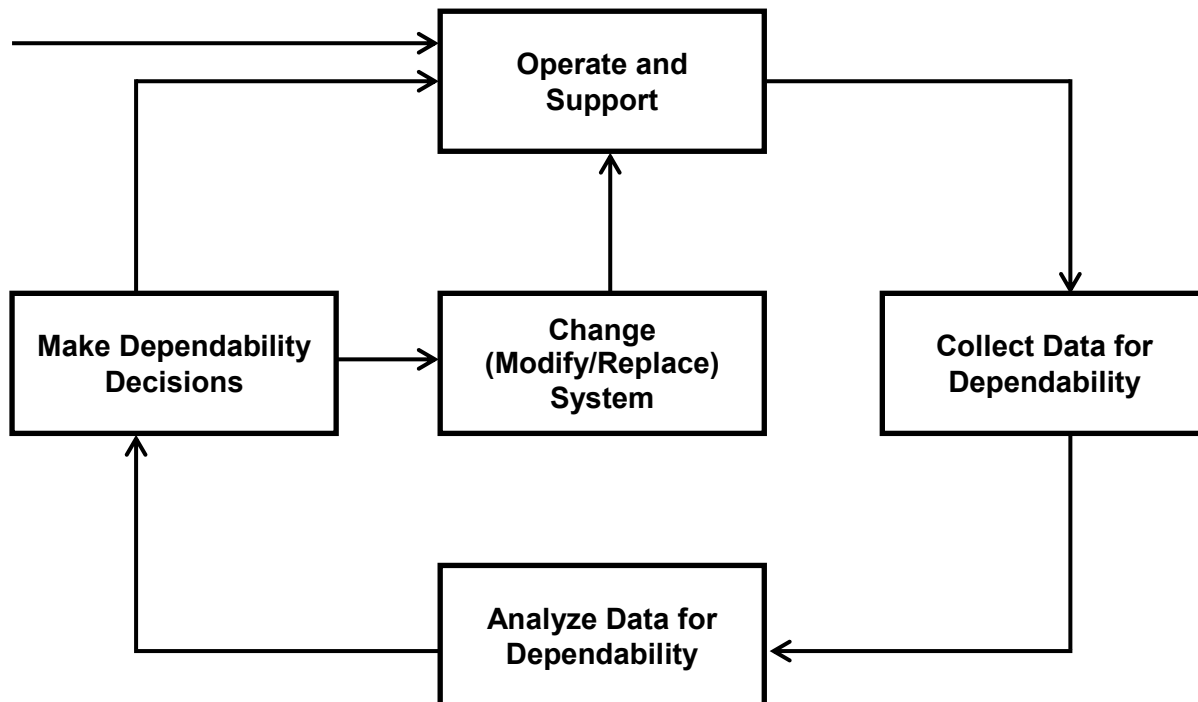 Operate and
Support
Make Dependability
Decisions
Change
(Modify/Replace)
System
Collect Data for
Dependability
Analyze Data for
Dependability